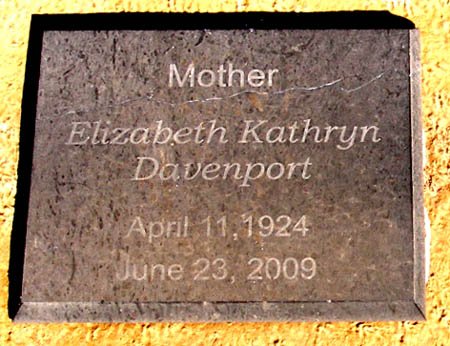 Mother
Elizabeth Kathryn
Davenport
April 11,1924
June 23, 2009